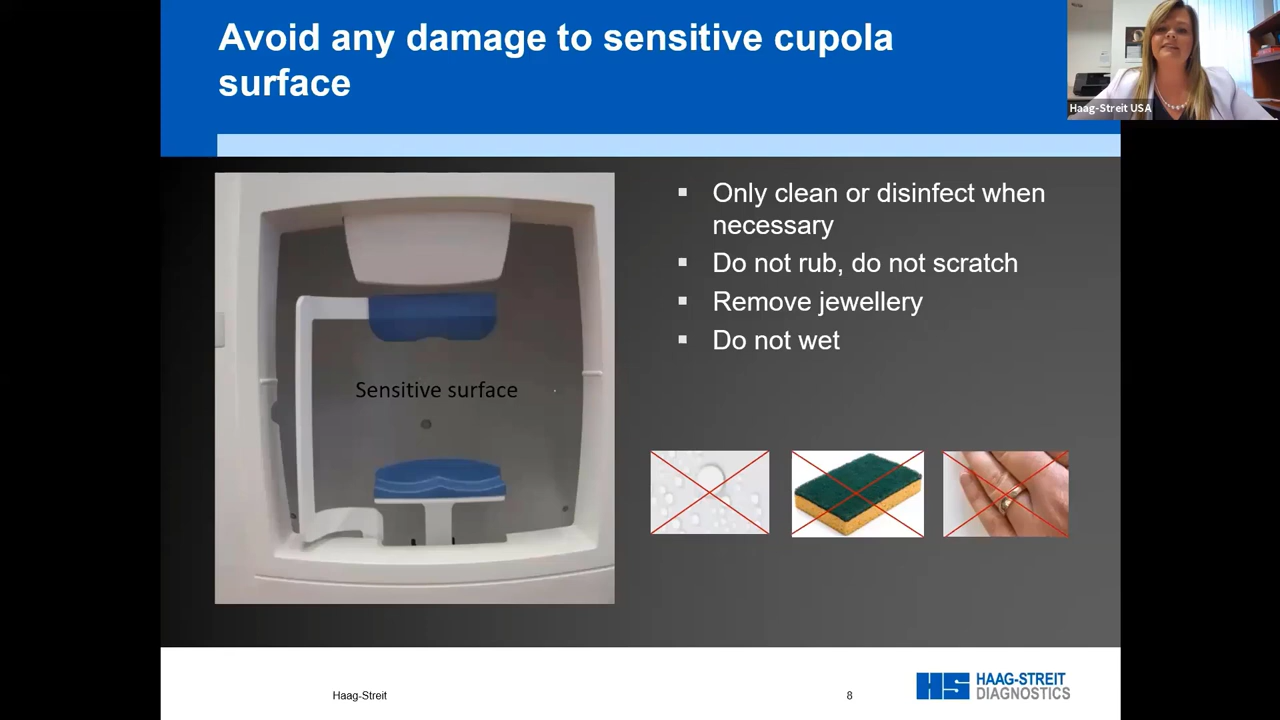 Avoid any damage to sensitive cupola
surface
Haag-Streit USA
Only clean or disinfect when
necessary
Do not rub, do not scratch
Remove jewellery
Do not wet
Sensitive surface
Haag-Streit
8
HS HAAG-STREIT
DIAGNOSTICS